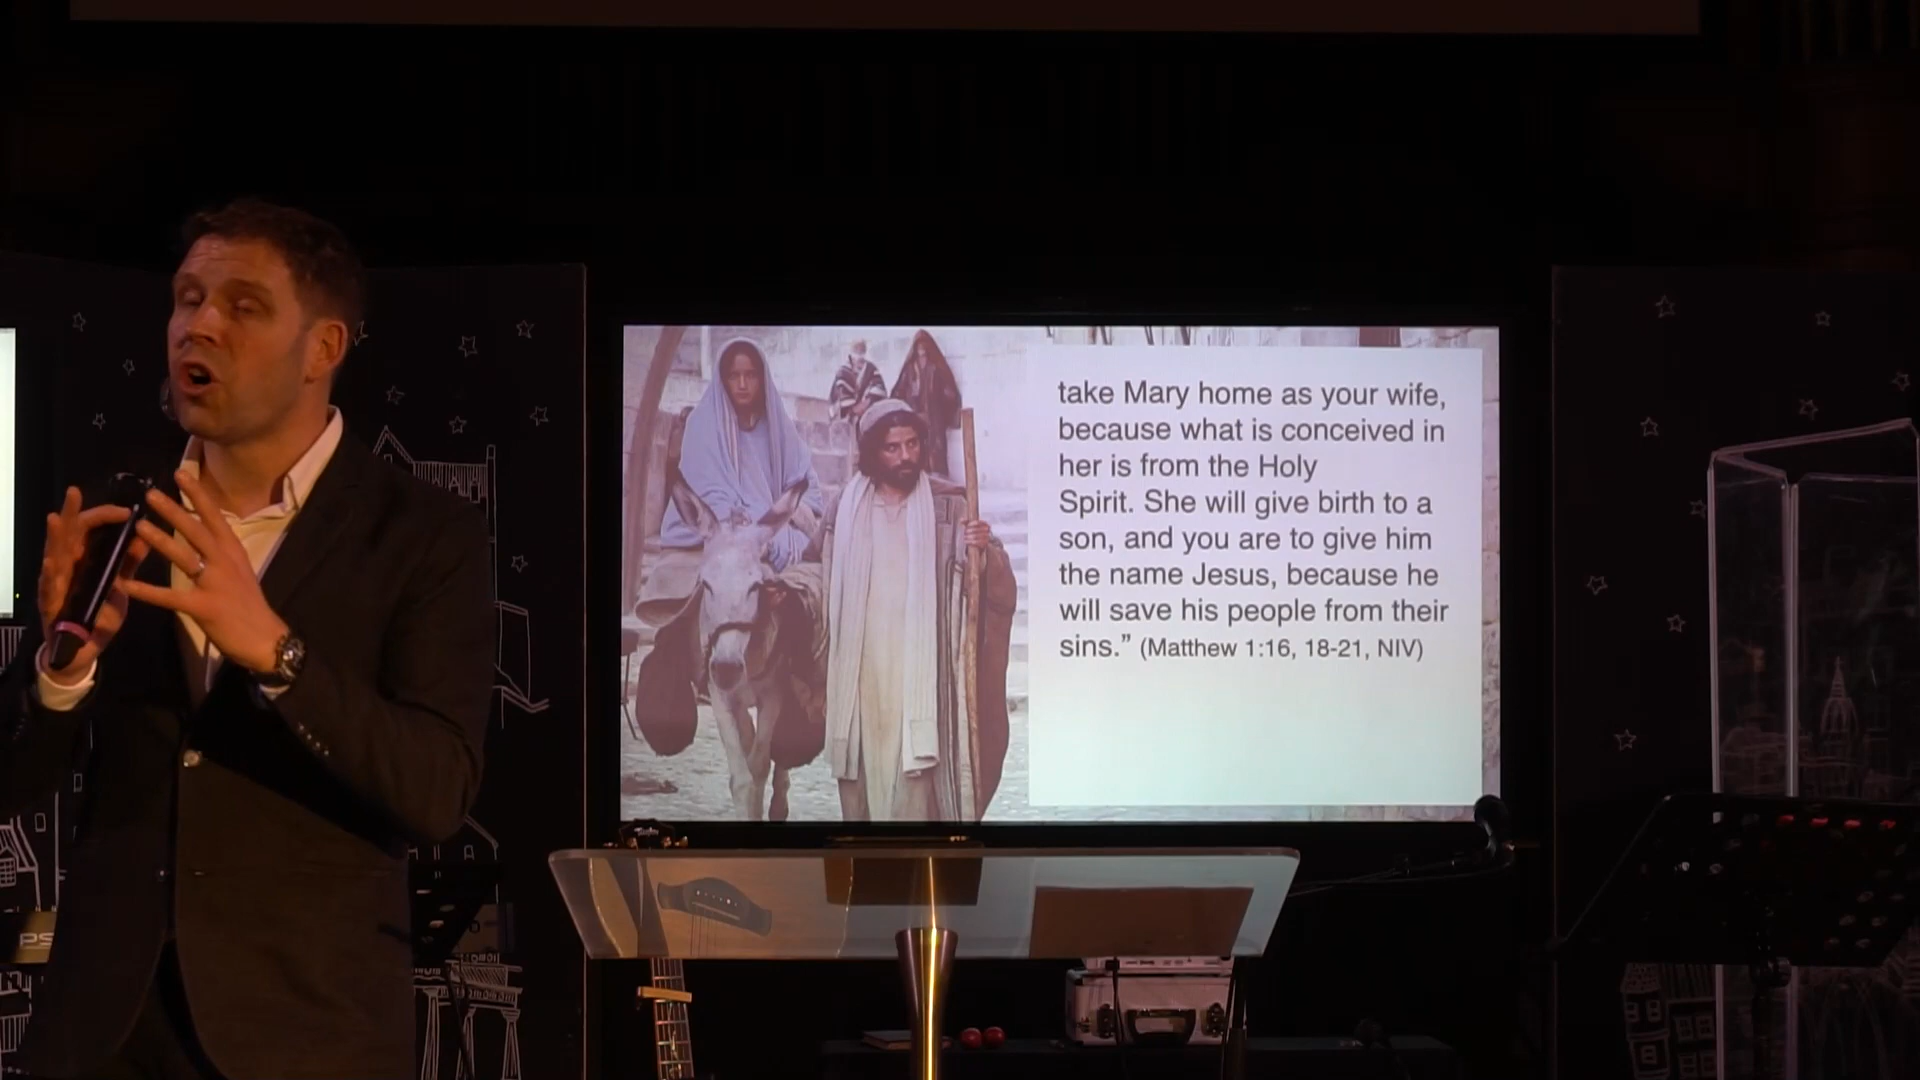 take Mary home as your wife,
because what is conceived in
her is from the Holy
Spirit. She will give birth to a
son, and you are to give him
the name Jesus, because he
will save his people from their
sins.” (Matthew 1:16, 18-21, NIV)
PS